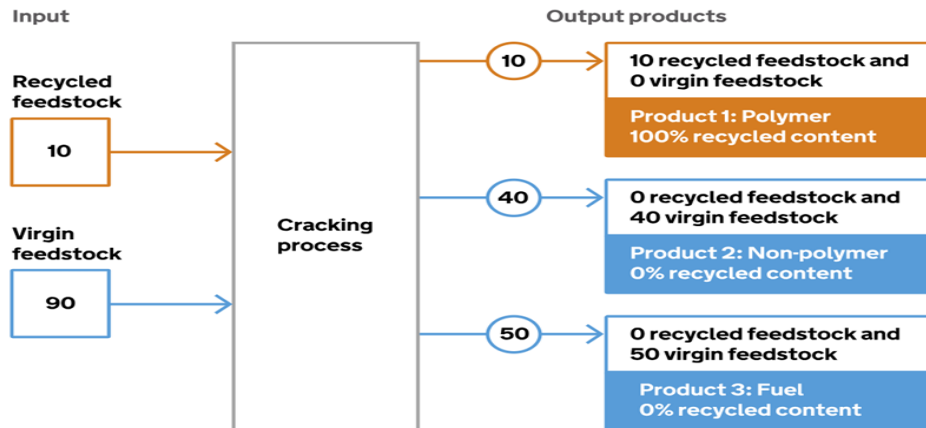 Input
Output products
Recycled
feedstock
10
Virgin
feedstock
90
Cracking
process
10
10 recycled feedstock and
0 virgin feedstock
Product 1: Polymer
100% recycled content
40
0 recycled feedstock and
40 virgin feedstock
Product 2: Non-polymer
0% recycled content
50
0 recycled feedstock and
50 virgin feedstock
Product 3: Fuel
0% recycled content